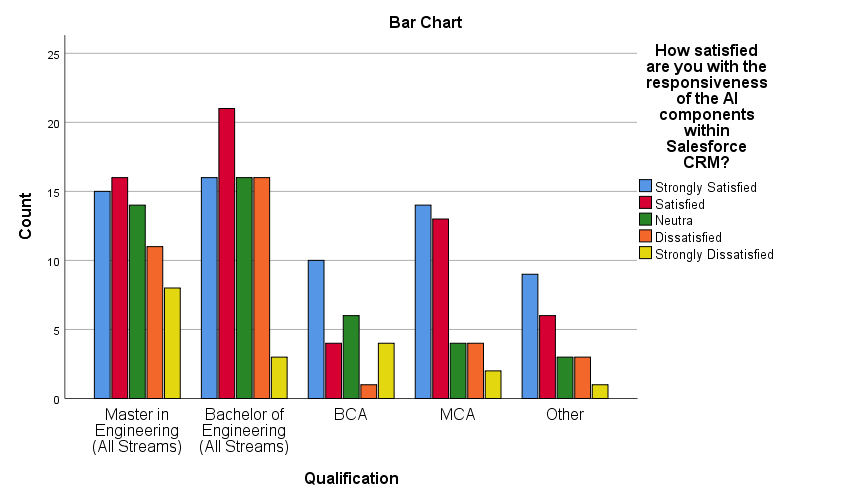 Bar Chart
How satisfied
are you with the
responsiveness
of the AI
components
within
Salesforce
CRM?
Strongly Satisfied
Satisfied
Neutra
Dissatisfied
Strongly Dissatisfied
Count
25
20
15
10
5
0
Master in
Engineering
(All Streams)
Bachelor of
Engineering
(All Streams)
BCA
MCA
Other
Qualification